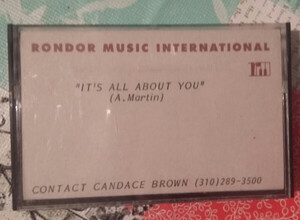 RONDOR MUSIC INTERNATIONAL
"IT'S ALL ABOUT YOU"
(A.Martin)
CONTACT CANDACE BROWN (310)289-3500